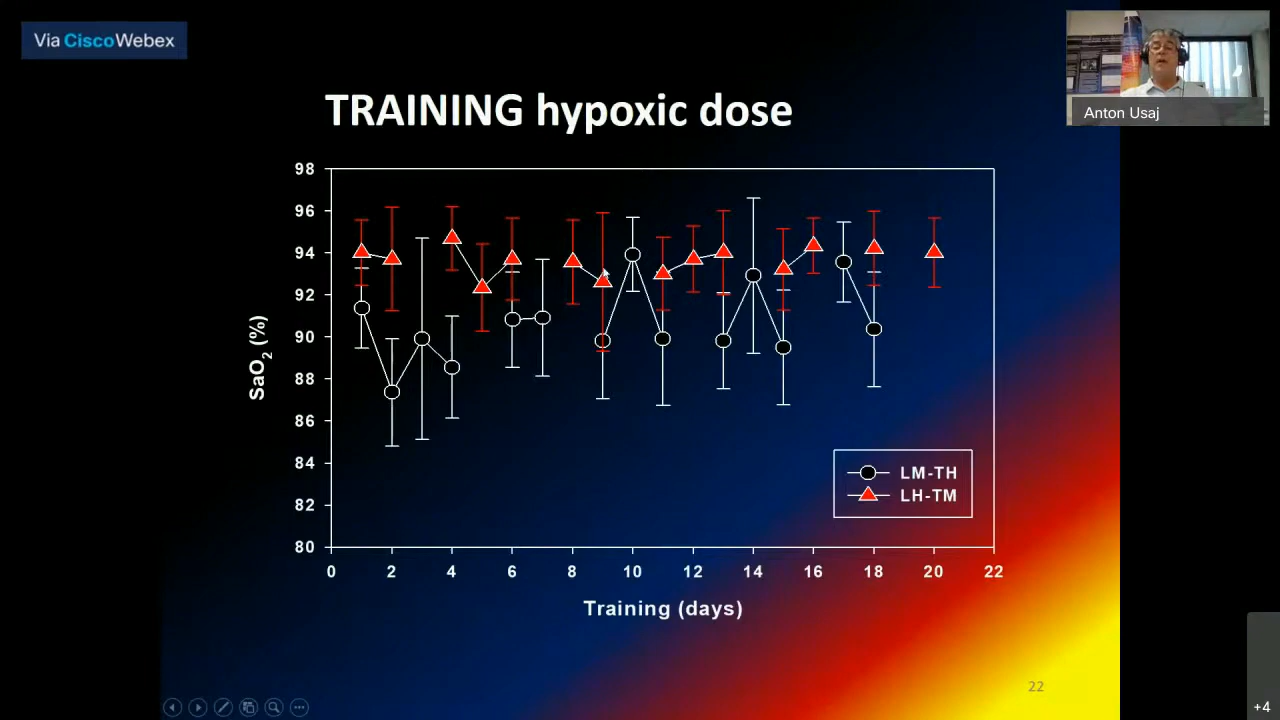 Via CiscoWebex
Anton Usaj
TRAINING hypoxic dose
98
96
94
92
90
88
86
84
82
80
SaO2 (%)
0 2 4 6 8 10 12 14 16 18 20 22
Training (days)
LM-TH
LH-TM
22
+4